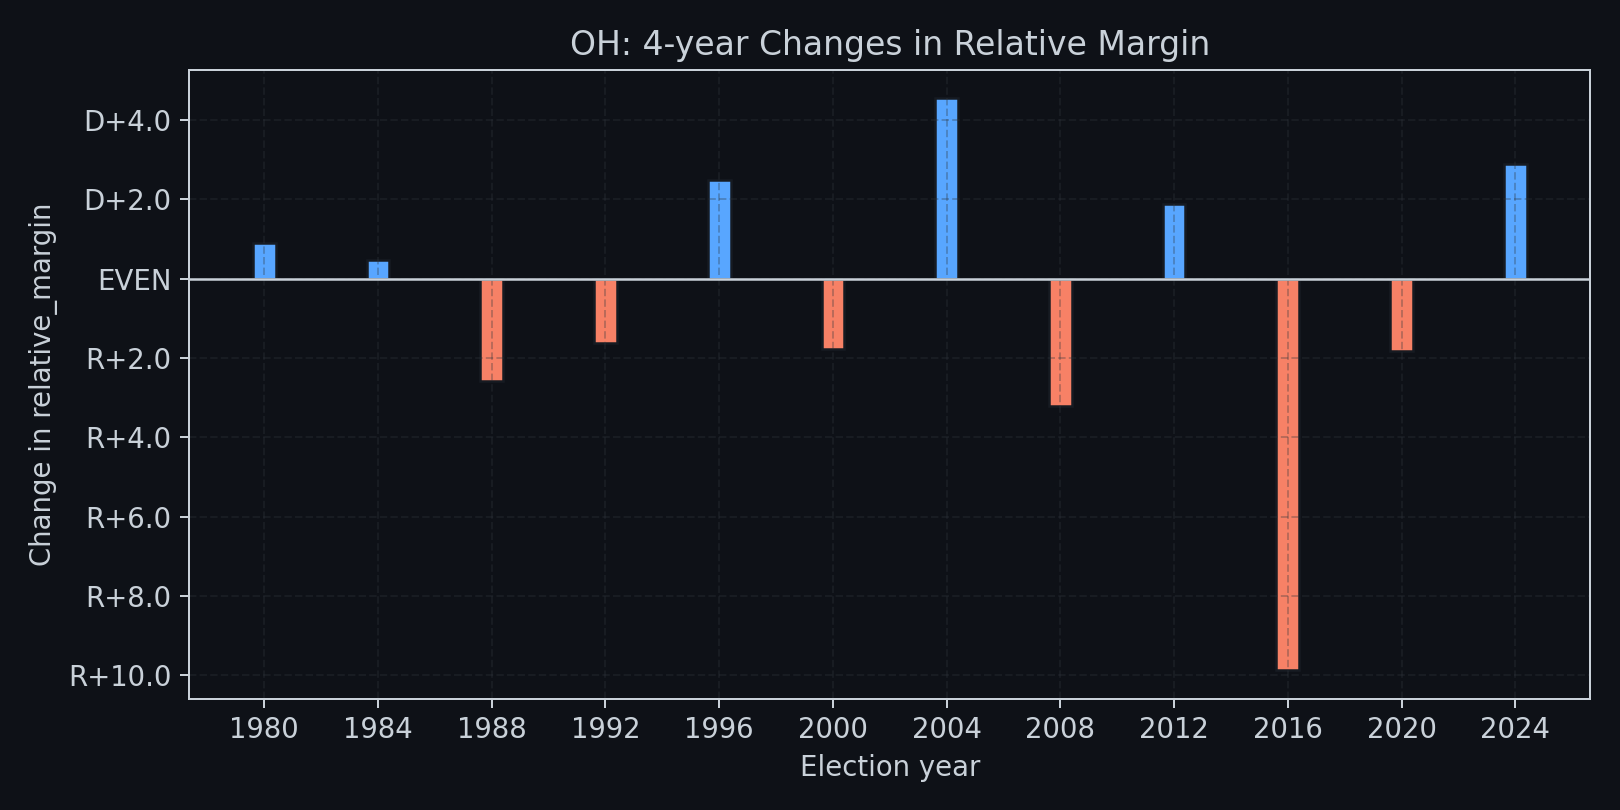 OH: 4-year Changes in Relative Margin
Change in relative_margin
D+4.0
D+2.0
EVEN
R+2.0
R+4.0
R+6.0
R+8.0
R+10.0
1980 1984 1988 1992 1996 2000 2004 2008 2012 2016 2020 2024
Election year